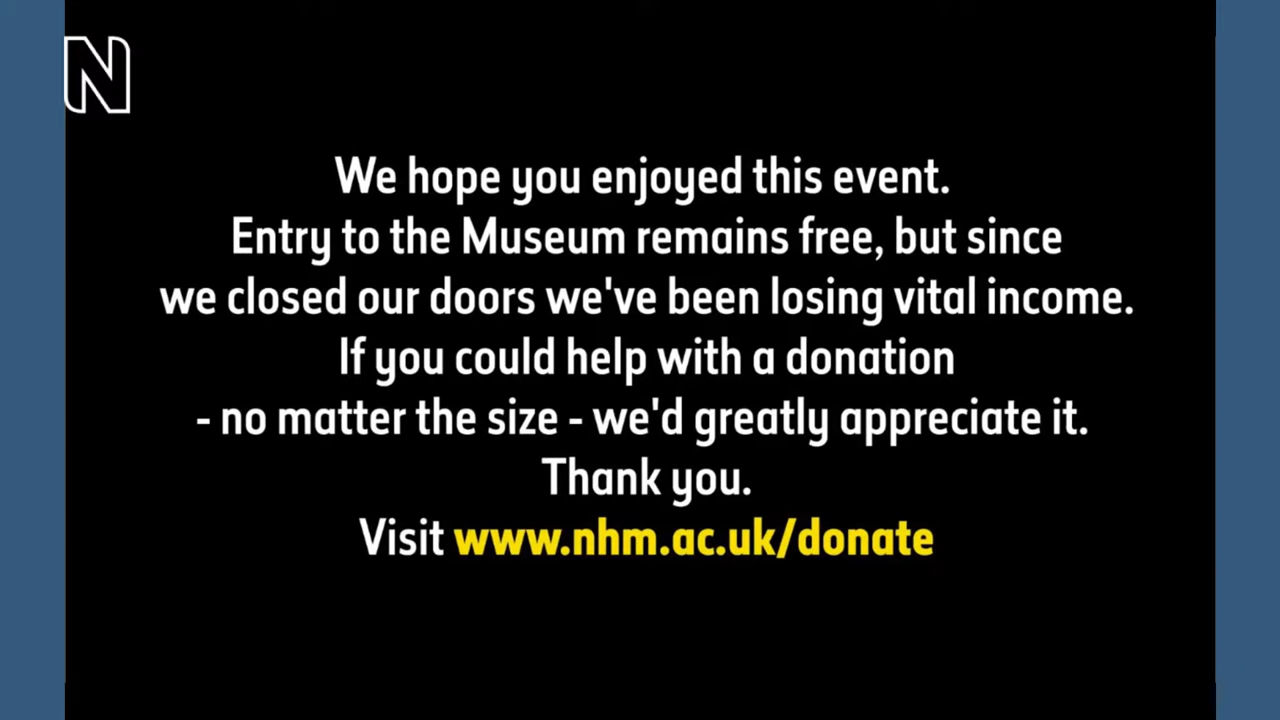 N
We hope you enjoyed this event.
Entry to the Museum remains free, but since
we closed our doors we've been losing vital income.
If you could help with a donation
- no matter the size - we'd greatly appreciate it.
Thank you.
Visit www.nhm.ac.uk/donate